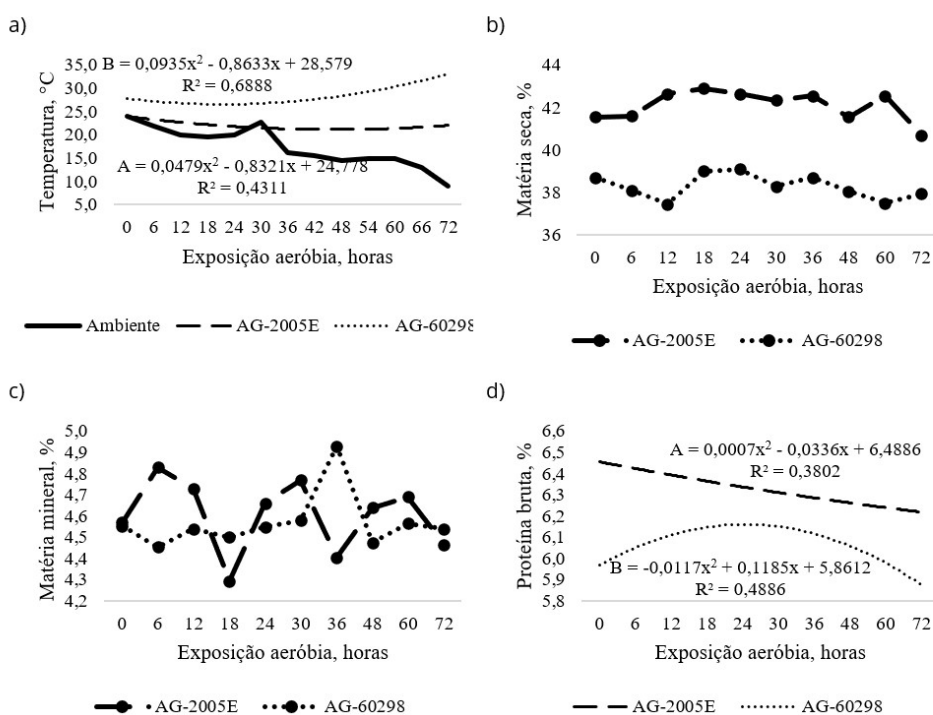 a)
Temperatura, °C
35,0
30,0
25,0
20,0
15,0
10,0
5,0
B = 0,0935x² - 0,8633x + 28,579
R² = 0,6888
A = 0,0479x² - 0,8321x + 24,778
R² = 0,4311
0 6 12 18 24 30 36 42 48 54 60 66 72
Exposição aeróbia, horas
Ambiente AG-2005E AG-60298
b)
Matéria seca, %
44
42
40
38
36
0 6 12 18 24 30 36 48 60 72
Exposição aeróbia, horas
AG-2005E AG-60298
c)
Matéria mineral, %
5,0
4,9
4,8
4,7
4,6
4,5
4,4
4,3
4,2
0 6 12 18 24 30 36 48 60 72
Exposição aeróbia, horas
AG-2005E AG-60298
d)
Proteína bruta, %
6,6
6,5
6,4
6,2
6,1
6,0
5,9
5,8
A = 0,0007x² - 0,0336x + 6,4886
R² = 0,3802
B = -0,0117x² + 0,1185x + 5,8612
R² = 0,4886
0 6 12 18 24 30 36 48 60 72
Exposição aeróbia, horas
AG-2005E AG-60298